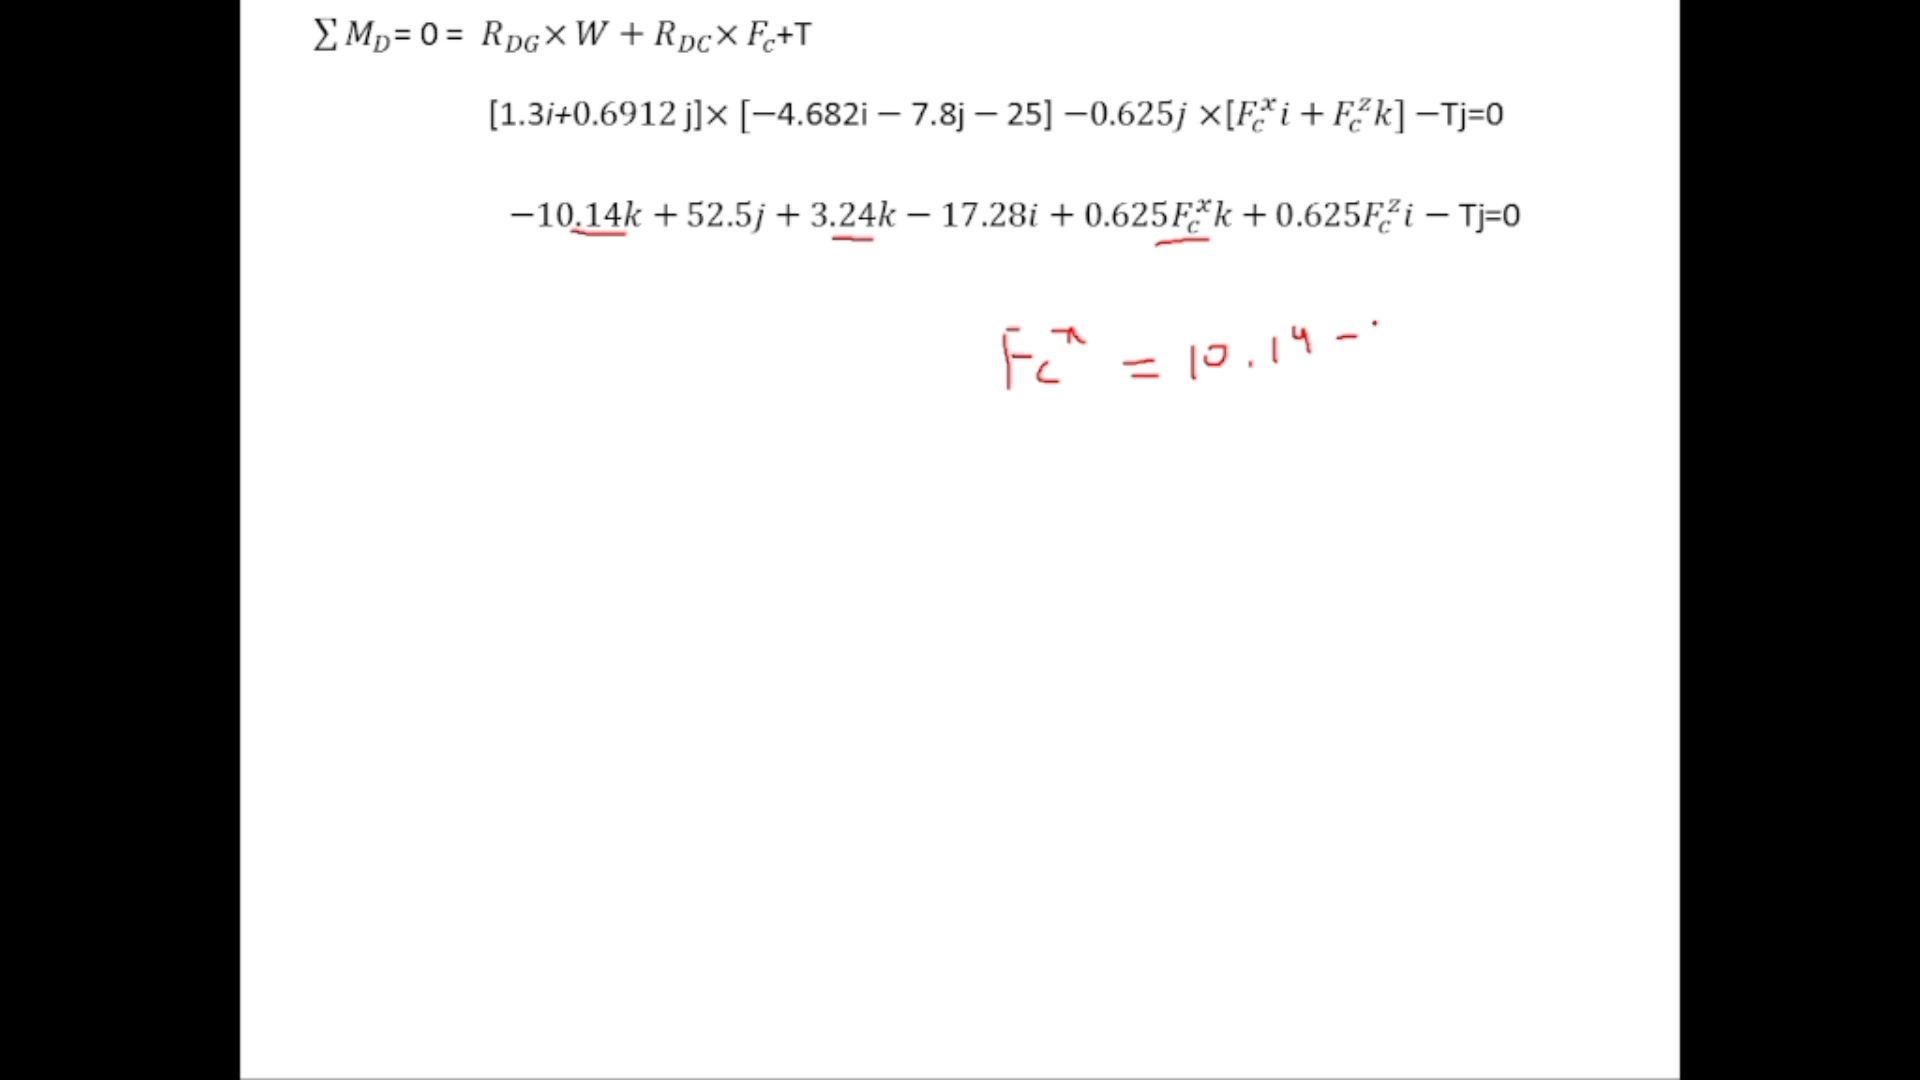 ∑ M_D= 0 = R_DG× W + R_DC× F_c+T
[1.3i+0.6912 j]× [−4.682i − 7.8j − 25] −0.625j ×[F_c^x i + F_c^z k] −Tj=0
−10.14k + 52.5j + 3.24k − 17.28i + 0.625F_c^x k + 0.625F_c^z i − Tj=0
Fc^x = 10.14 -